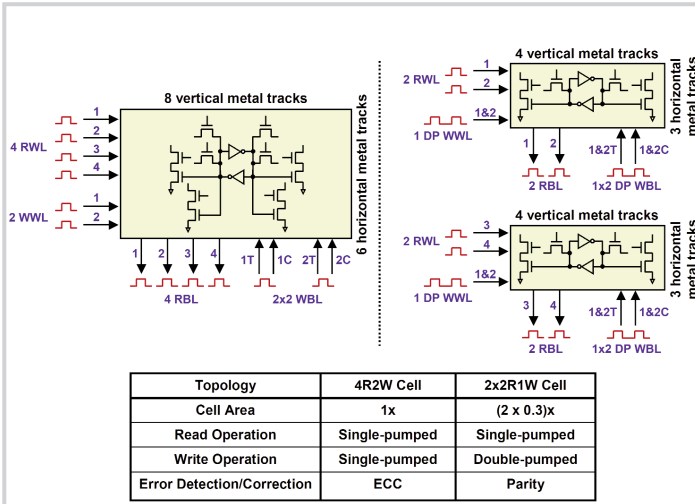 8 vertical metal tracks
6 horizontal metal tracks
4 RWL
1
2
3
4
2 WWL
1
2
1
2
3
4
1T
1C
2T
2C
4 RBL
2x2 WBL
4 vertical metal tracks
3 horizontal
metal tracks
2 RWL
1
2
1&2
1 DP WWL
1
2
1&2T
1&2C
2 RBL
1x2 DP WBL
4 vertical metal tracks
3 horizontal
metal tracks
2 RWL
3
4
1&2
1 DP WWL
3
4
1&2T
1&2C
2 RBL
1x2 DP WBL
Topology 4R2W Cell 2x2R1W Cell
Cell Area 1x (2 x 0.3)x
Read Operation Single-pumped Single-pumped
Write Operation Single-pumped Double-pumped
Error Detection/Correction ECC Parity